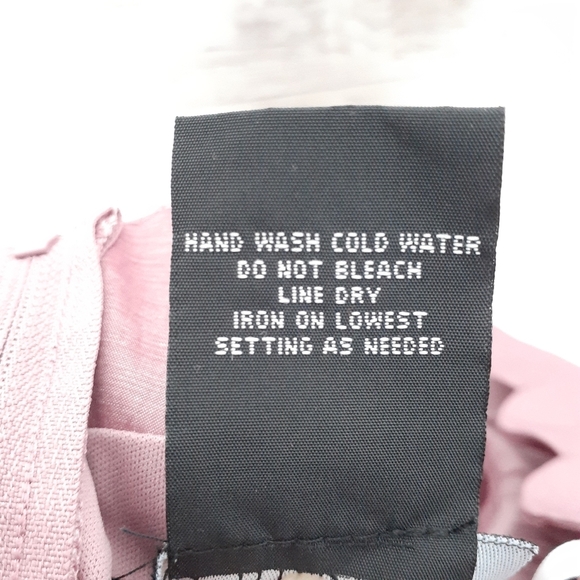 HAND WASH COLD WATER
DO NOT BLEACH
LINE DRY
IRON ON LOWEST
SETTING AS NEEDED